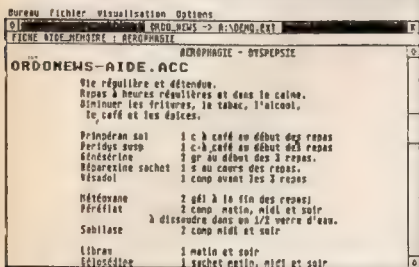 Bureau Fichier Visualisation Options
ORDO_NEWS -> A:\DEMO.EXT
FICHE AIDE_MEMOIRE : AEROPHAGIE
AEROPHAGIE - DYSPEPSIE
ORDONEWS-AIDE.ACC
Vie régulière et détendue.
Repas à heures régulières et dans le calme.
Diminuer les fritures, le tabac, l'alcool,
le café et les épices.
Primpéran sol 1 c à café au début des repas
Peridys susp 1 c-à café au début des repas
Génésérine 2 gr au début des 3 repas.
Réparexine sachet 1 s au cours des repas.
Vésadol 1 comp avant les 3 repas
Météoxane 2 gél à la fin des repas;
Péréflat 2 comp matin, midi et soir
à dissoudre dans un 1/2 verre d'eau.
Sabilase 2 comp midi et soir
Librax 1 matin et soir
Gélosédine 1 sachet matin, midi et soir